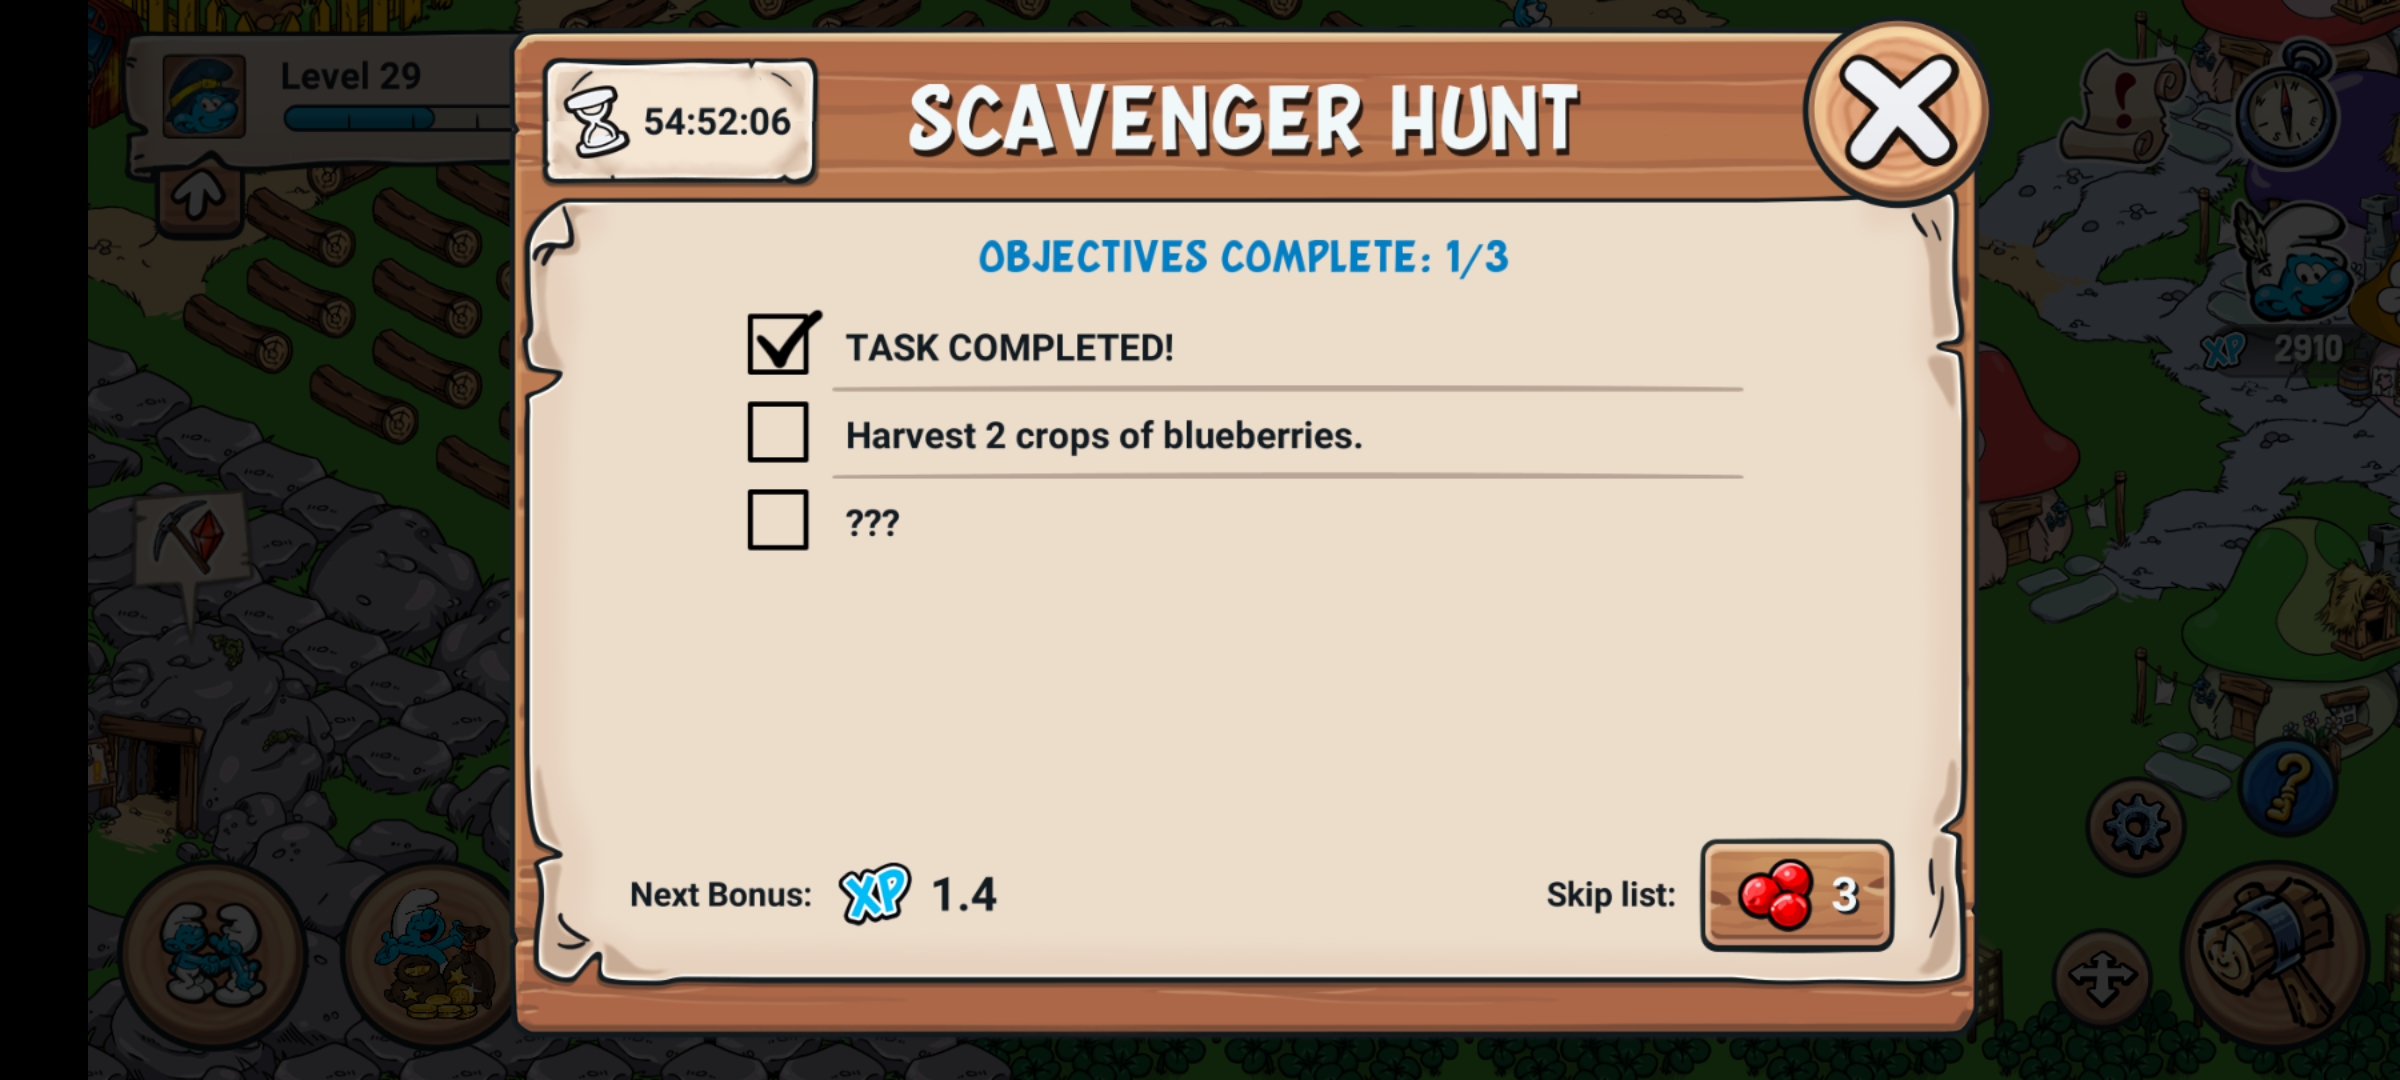 Level 29
54:52:06
SCAVENGER HUNT
OBJECTIVES COMPLETE: 1/3
TASK COMPLETED!
Harvest 2 crops of blueberries.
???
XP 2910
Next Bonus: XP 1.4
Skip list: 3